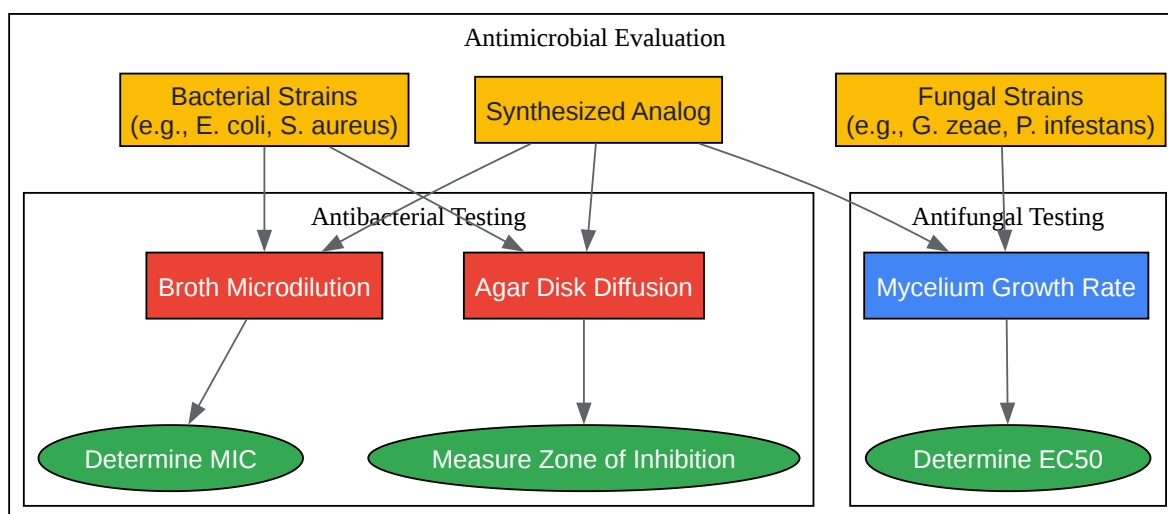 Antimicrobial Evaluation
Bacterial Strains
(e.g., E. coli, S. aureus)
Synthesized Analog
Fungal Strains
(e.g., G. zeae, P. infestans)
Antibacterial Testing
Antifungal Testing
Broth Microdilution
Agar Disk Diffusion
Mycelium Growth Rate
Determine MIC
Measure Zone of Inhibition
Determine EC50